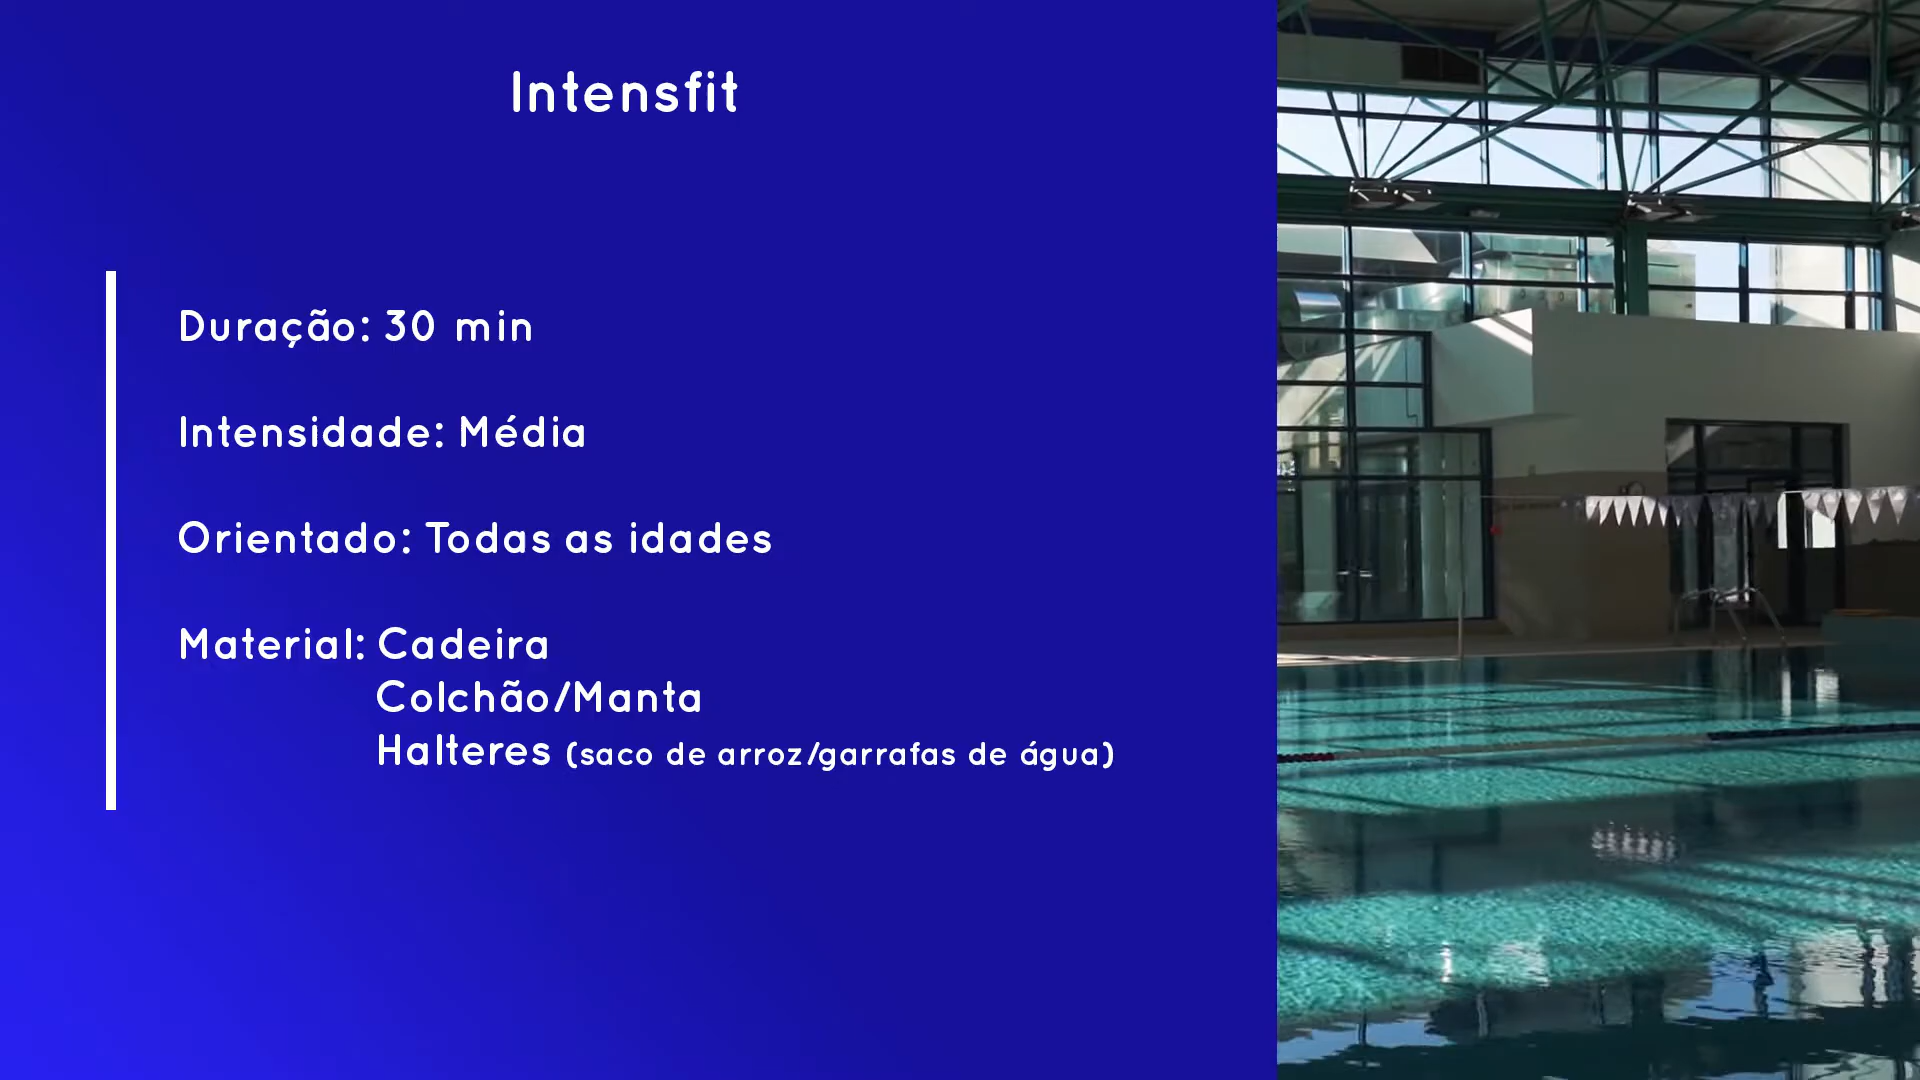 Intensfit
Duração: 30 min
Intensidade: Média
Orientado: Todas as idades
Material: Cadeira
Colchão/Manta
Halteres (saco de arroz/garrafas de água)